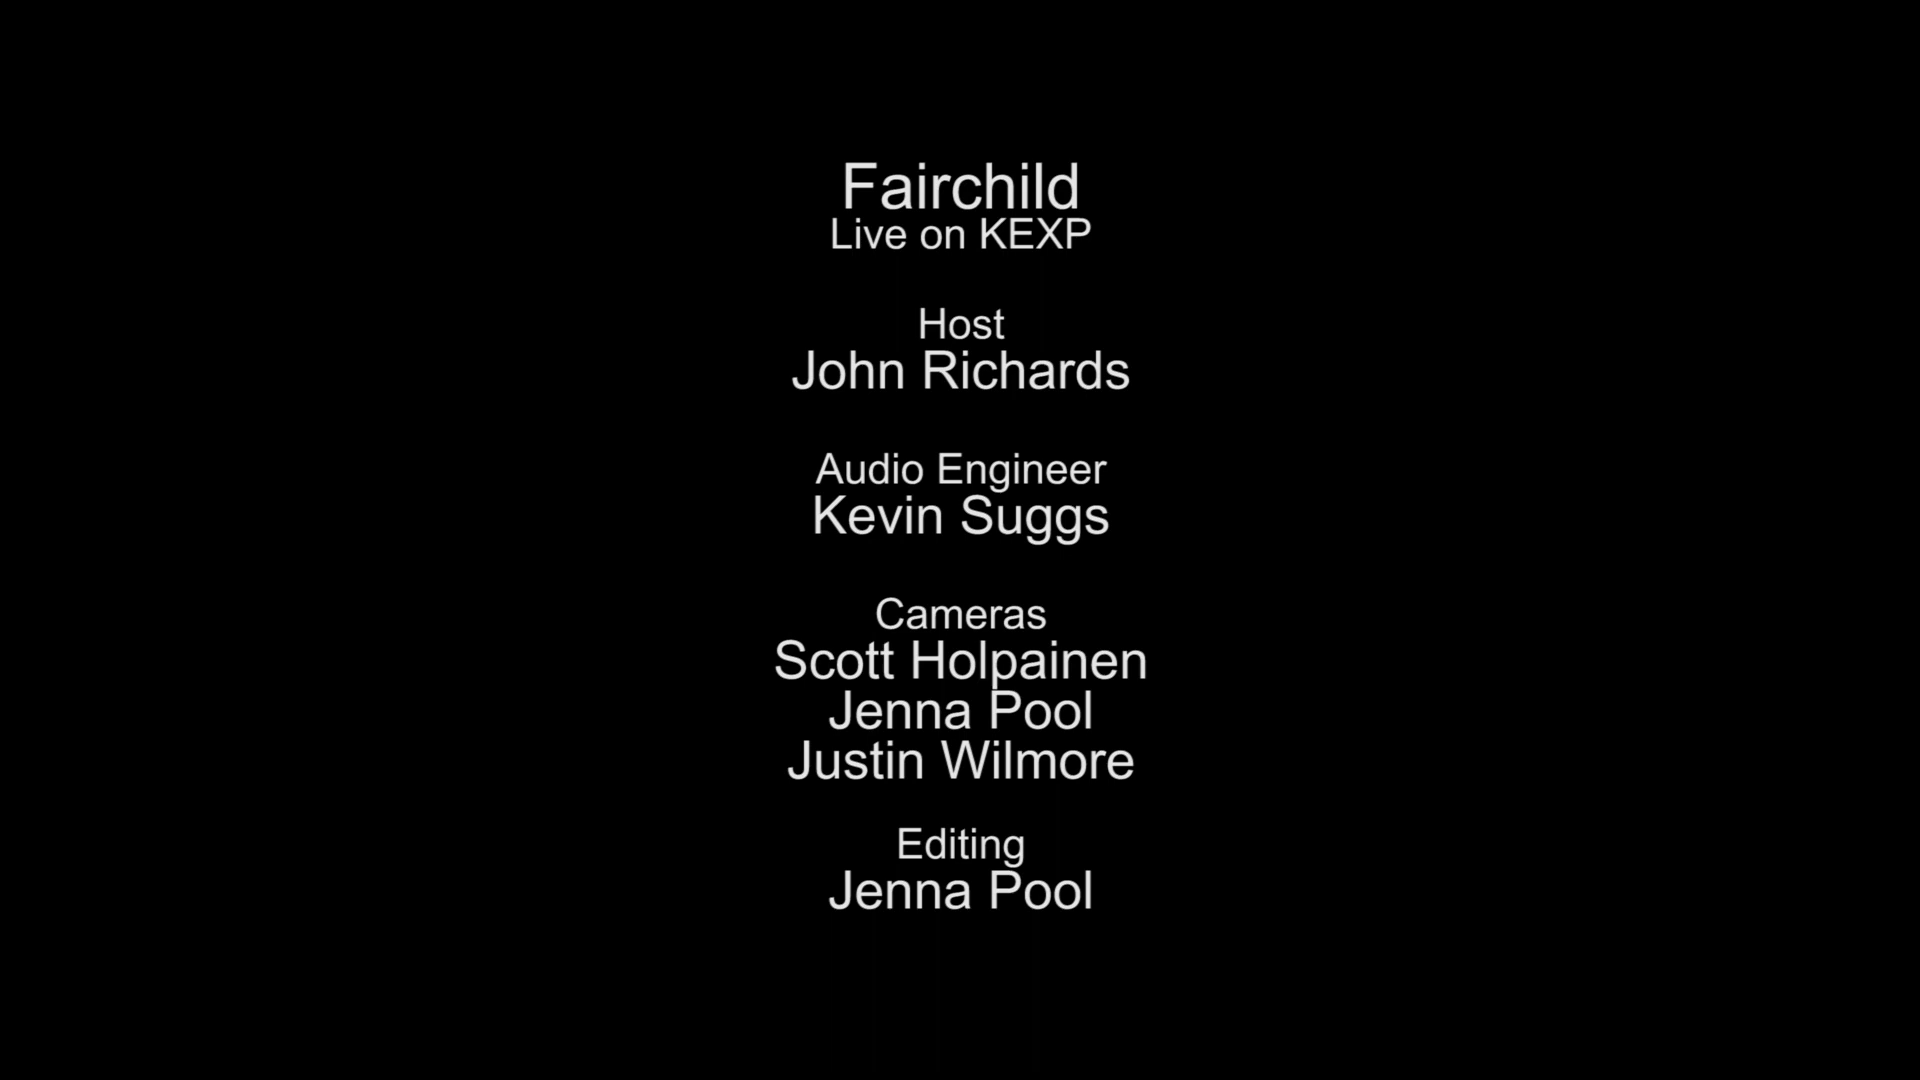 Fairchild
Live on KEXP
Host
John Richards
Audio Engineer
Kevin Suggs
Cameras
Scott Holpainen
Jenna Pool
Justin Wilmore
Editing
Jenna Pool